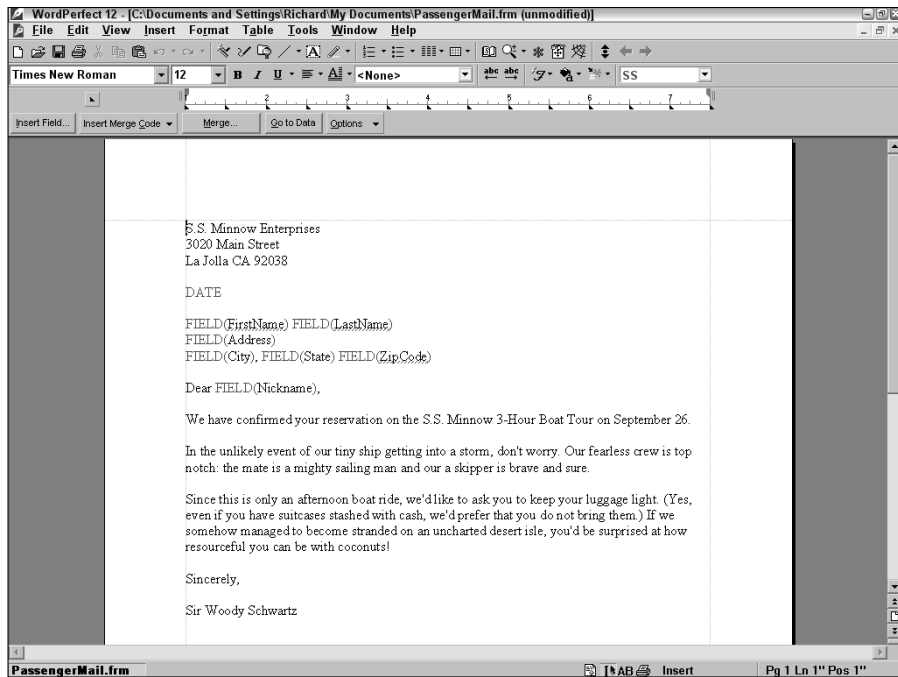 WordPerfect 12 - [C:\Documents and Settings\Richard\My Documents\PassengerMail.frm (unmodified)]
File Edit View Insert Format Table Tools Window Help
Times New Roman 12 B I U <None> abc abc SS
2 3 4 5 6 7
Insert Field... Insert Merge Code Merge... Go to Data Options
S.S. Minnow Enterprises
3020 Main Street
La Jolla CA 92038
DATE
FIELD(FirstName) FIELD(LastName)
FIELD(Address)
FIELD(City), FIELD(State) FIELD(ZipCode)
Dear FIELD(Nickname),
We have confirmed your reservation on the S.S. Minnow 3-Hour Boat Tour on September 26.
In the unlikely event of our tiny ship getting into a storm, don't worry. Our fearless crew is top
notch: the mate is a mighty sailing man and our a skipper is brave and sure.
Since this is only an afternoon boat ride, we'd like to ask you to keep your luggage light. (Yes,
even if you have suitcases stashed with cash, we'd prefer that you do not bring them.) If we
somehow managed to become stranded on an uncharted desert isle, you'd be surprised at how
resourceful you can be with coconuts!
Sincerely,
Sir Woody Schwartz
PassengerMail.frm AB Insert Pg 1 Ln 1" Pos 1"